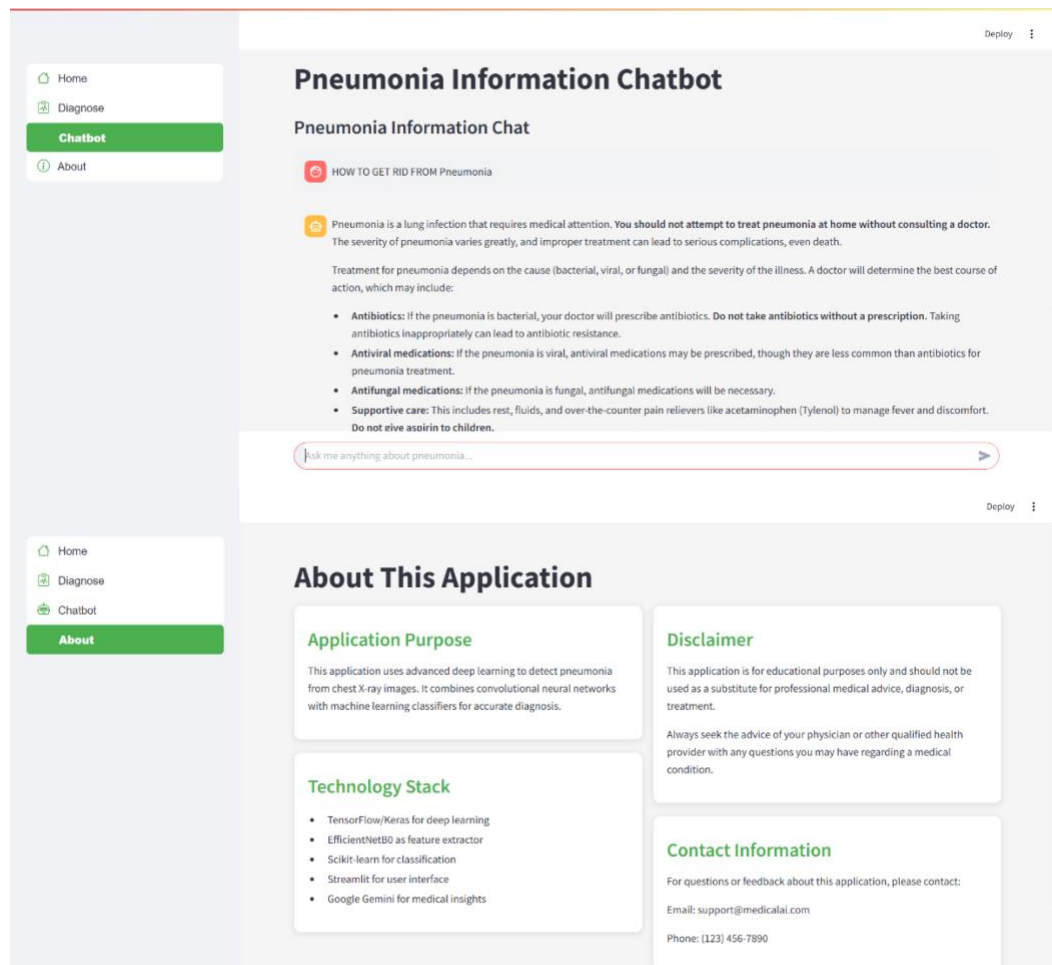 Deploy
Home
Diagnose
Chatbot
About
Pneumonia Information Chatbot
Pneumonia Information Chat
HOW TO GET RID FROM Pneumonia
Pneumonia is a lung infection that requires medical attention. You should not attempt to treat pneumonia at home without consulting a doctor.
The severity of pneumonia varies greatly, and improper treatment can lead to serious complications, even death.
Treatment for pneumonia depends on the cause (bacterial, viral, or fungal) and the severity of the illness. A doctor will determine the best course of
action, which may include:
• Antibiotics: If the pneumonia is bacterial, your doctor will prescribe antibiotics. Do not take antibiotics without a prescription. Taking
antibiotics inappropriately can lead to antibiotic resistance.
• Antiviral medications: If the pneumonia is viral, antiviral medications may be prescribed, though they are less common than antibiotics for
pneumonia treatment.
• Antifungal medications: If the pneumonia is fungal, antifungal medications will be necessary.
• Supportive care: This includes rest, fluids, and over-the-counter pain relievers like acetaminophen (Tylenol) to manage fever and discomfort.
Do not give aspirin to children.
Ask me anything about pneumonia...
Deploy
Home
Diagnose
Chatbot
About
About This Application
Application Purpose
This application uses advanced deep learning to detect pneumonia
from chest X-ray images. It combines convolutional neural networks
with machine learning classifiers for accurate diagnosis.
Technology Stack
• TensorFlow/Keras for deep learning
• EfficientNetB0 as feature extractor
• Scikit-learn for classification
• Streamlit for user interface
• Google Gemini for medical insights
Disclaimer
This application is for educational purposes only and should not be
used as a substitute for professional medical advice, diagnosis, or
treatment.
Always seek the advice of your physician or other qualified health
provider with any questions you may have regarding a medical
condition.
Contact Information
For questions or feedback about this application, please contact:
Email: support@medicalai.com
Phone: (123) 456-7890